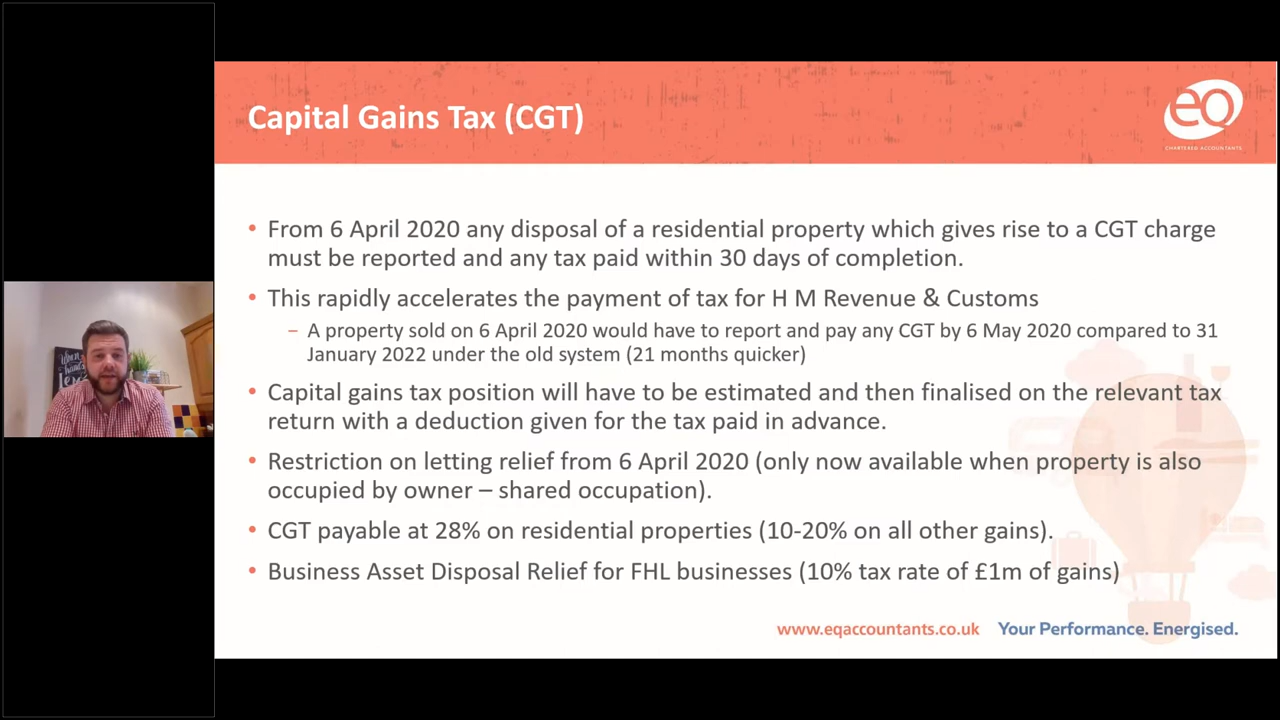 Capital Gains Tax (CGT)
eQ
CHARTERED ACCOUNTANTS
• From 6 April 2020 any disposal of a residential property which gives rise to a CGT charge
must be reported and any tax paid within 30 days of completion.
• This rapidly accelerates the payment of tax for H M Revenue & Customs
– A property sold on 6 April 2020 would have to report and pay any CGT by 6 May 2020 compared to 31
January 2022 under the old system (21 months quicker)
• Capital gains tax position will have to be estimated and then finalised on the relevant tax
return with a deduction given for the tax paid in advance.
• Restriction on letting relief from 6 April 2020 (only now available when property is also
occupied by owner – shared occupation).
• CGT payable at 28% on residential properties (10-20% on all other gains).
• Business Asset Disposal Relief for FHL businesses (10% tax rate of £1m of gains)
www.eqaccountants.co.uk Your Performance. Energised.